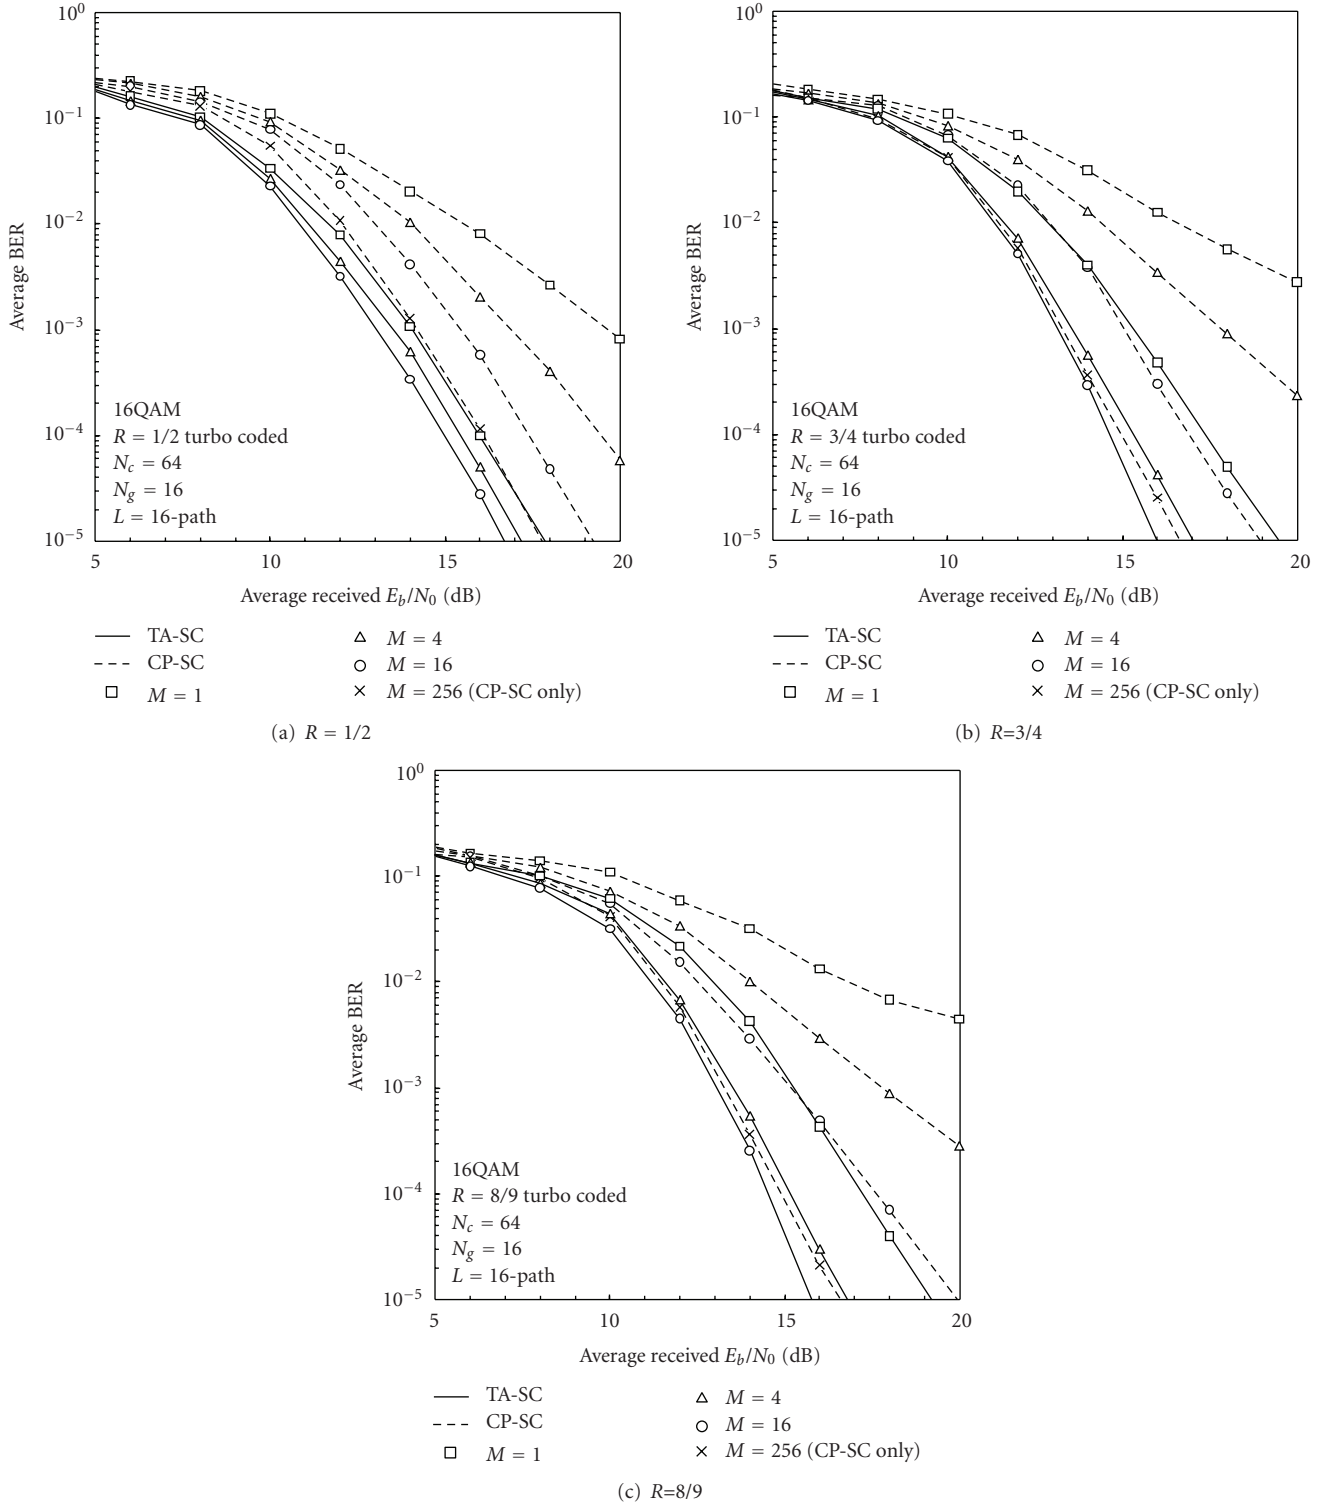 10⁰
10⁻¹
10⁻²
10⁻³
10⁻⁴
10⁻⁵
Average BER
16QAM
R = 1/2 turbo coded
N_c = 64
N_g = 16
L = 16-path
5 10 15 20
Average received E_b/N_0 (dB)
TA-SC
CP-SC
M = 1
M = 4
M = 16
M = 256 (CP-SC only)
(a) R = 1/2
10⁰
10⁻¹
10⁻²
10⁻³
10⁻⁴
10⁻⁵
Average BER
16QAM
R = 3/4 turbo coded
N_c = 64
N_g = 16
L = 16-path
5 10 15 20
Average received E_b/N_0 (dB)
TA-SC
CP-SC
M = 1
M = 4
M = 16
M = 256 (CP-SC only)
(b) R=3/4
10⁰
10⁻¹
10⁻²
10⁻³
10⁻⁴
10⁻⁵
Average BER
16QAM
R = 8/9 turbo coded
N_c = 64
N_g = 16
L = 16-path
5 10 15 20
Average received E_b/N_0 (dB)
TA-SC
CP-SC
M = 1
M = 4
M = 16
M = 256 (CP-SC only)
(c) R=8/9